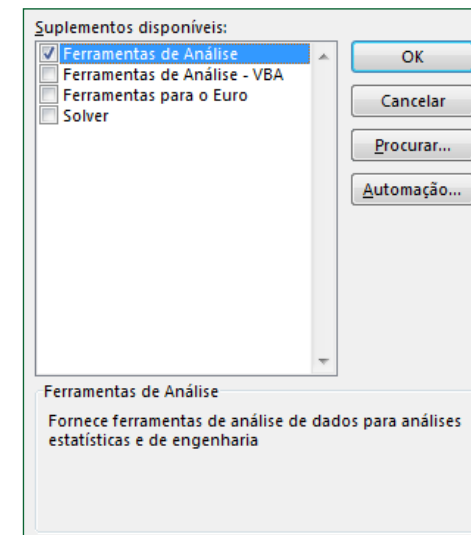 Suplementos disponíveis:
Ferramentas de Análise
Ferramentas de Análise - VBA
Ferramentas para o Euro
Solver
OK
Cancelar
Procurar...
Automação...
Ferramentas de Análise
Fornece ferramentas de análise de dados para análises
estatísticas e de engenharia